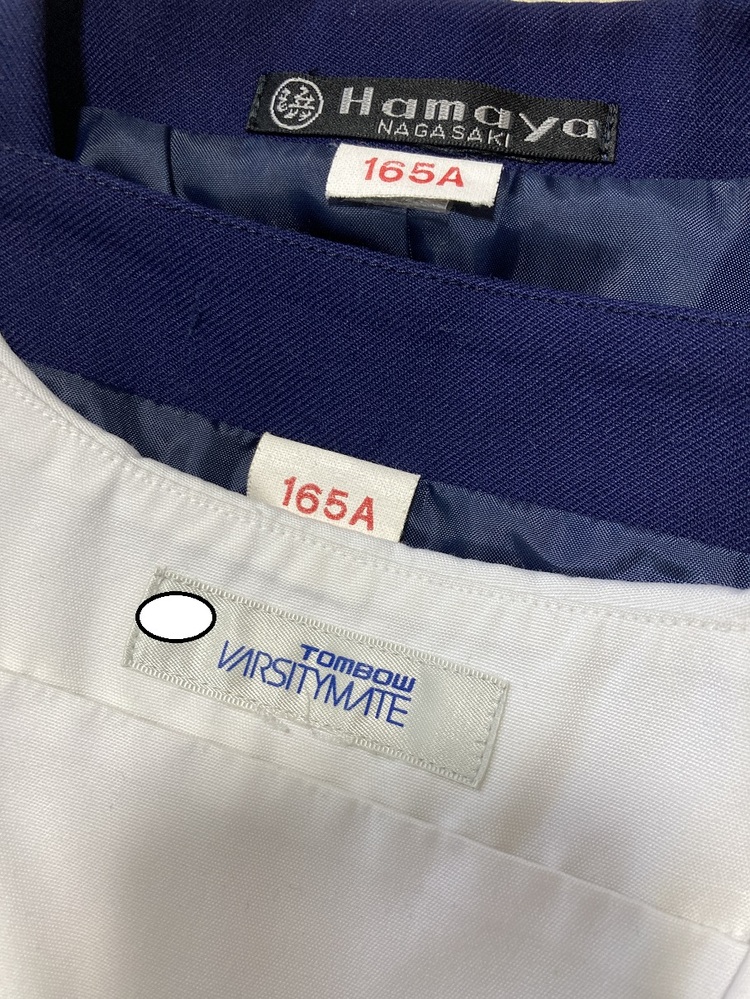 Hamaya
NAGASAKI
165A
165A
TOMBOW
VARSITYMATE